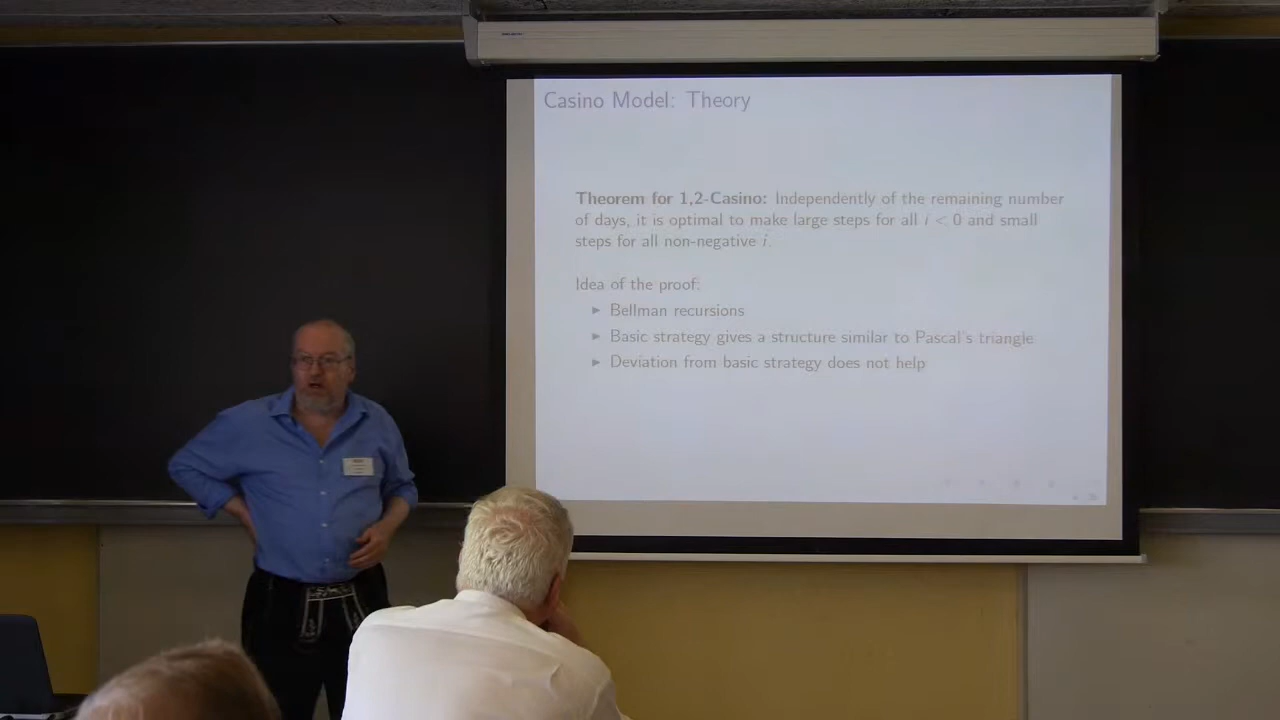 Casino Model: Theory
Theorem for 1,2-Casino: Independently of the remaining number
of days, it is optimal to make large steps for all i < 0 and small
steps for all non-negative i.
Idea of the proof:
▶ Bellman recursions
▶ Basic strategy gives a structure similar to Pascal's triangle
▶ Deviation from basic strategy does not help